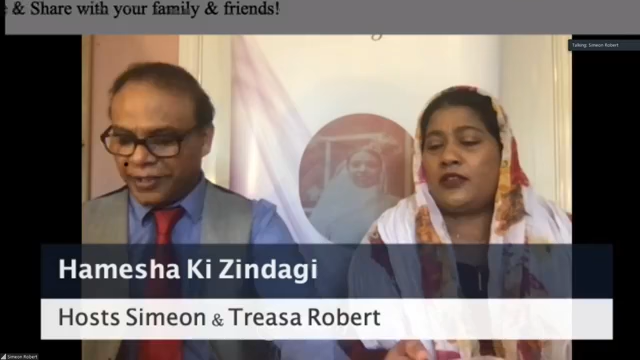 & Share with your family & friends!
Talking: Simeon Robert
Hamesha Ki Zindagi
Hosts Simeon & Treasa Robert
Simeon Robert